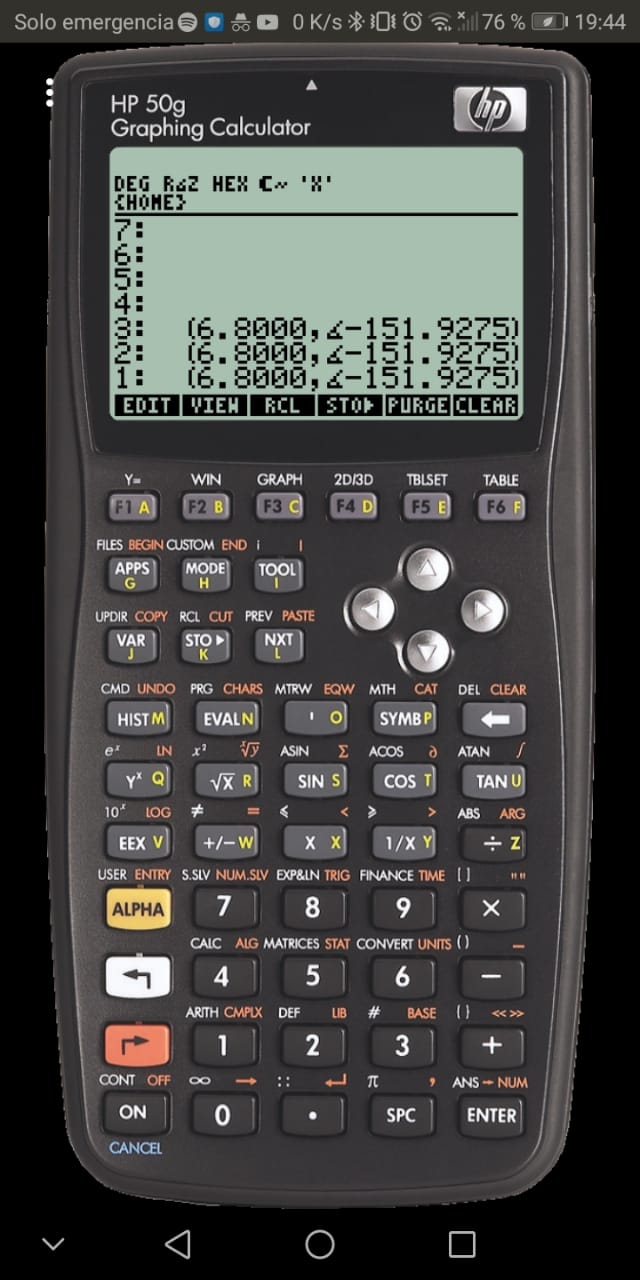 Solo emergencia 0 K/s 76 % 19:44
HP 50g
Graphing Calculator
hp
DEG R∡Z HEX C~ 'X'
{HOME}
7:
6:
5:
4:
3: (6.8000,∡-151.9275)
2: (6.8000,∡-151.9275)
1: (6.8000,∡-151.9275)
EDIT VIEW RCL STO▶ PURGE CLEAR
Y= WIN GRAPH 2D/3D TBLSET TABLE
F1 A F2 B F3 C F4 D F5 E F6 F
FILES BEGIN CUSTOM END i |
APPS G MODE H TOOL I
UPDIR COPY RCL CUT PREV PASTE
VAR J STO ▶ K NXT L
CMD UNDO PRG CHARS MTRW EQW MTH CAT DEL CLEAR
HIST M EVAL N ' O SYMB P ←
eˣ LN x² ˣ√y ASIN Σ ACOS ∂ ATAN ∫
Yˣ Q √X R SIN S COS T TAN U
10ˣ LOG ≠ = ≤ < ≥ > ABS ARG
EEX V +/− W X X 1/X Y ÷ Z
USER ENTRY S.SLV NUM.SLV EXP&LN TRIG FINANCE TIME [ ] " "
ALPHA 7 8 9 ×
CALC ALG MATRICES STAT CONVERT UNITS ( ) _
4 5 6 −
ARITH CMPLX DEF LIB # BASE { } << >>
1 2 3 +
CONT OFF ∞ → : : ↵ π , ANS → NUM
ON 0 . SPC ENTER
CANCEL